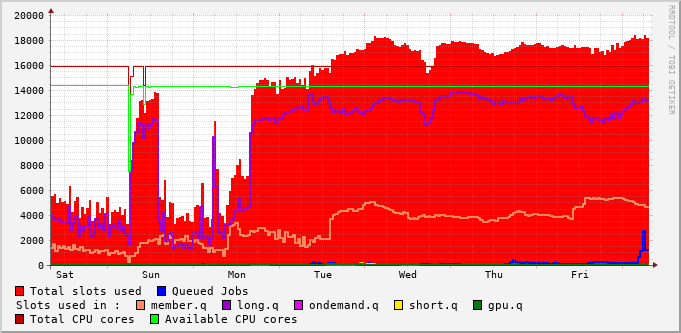 20000
18000
16000
14000
12000
10000
8000
6000
4000
2000
0
Sat Sun Mon Tue Wed Thu Fri
Total slots used Queued Jobs
Slots used in : member.q long.q ondemand.q short.q gpu.q
Total CPU cores Available CPU cores
RRDTOOL / TOBI OETIKER